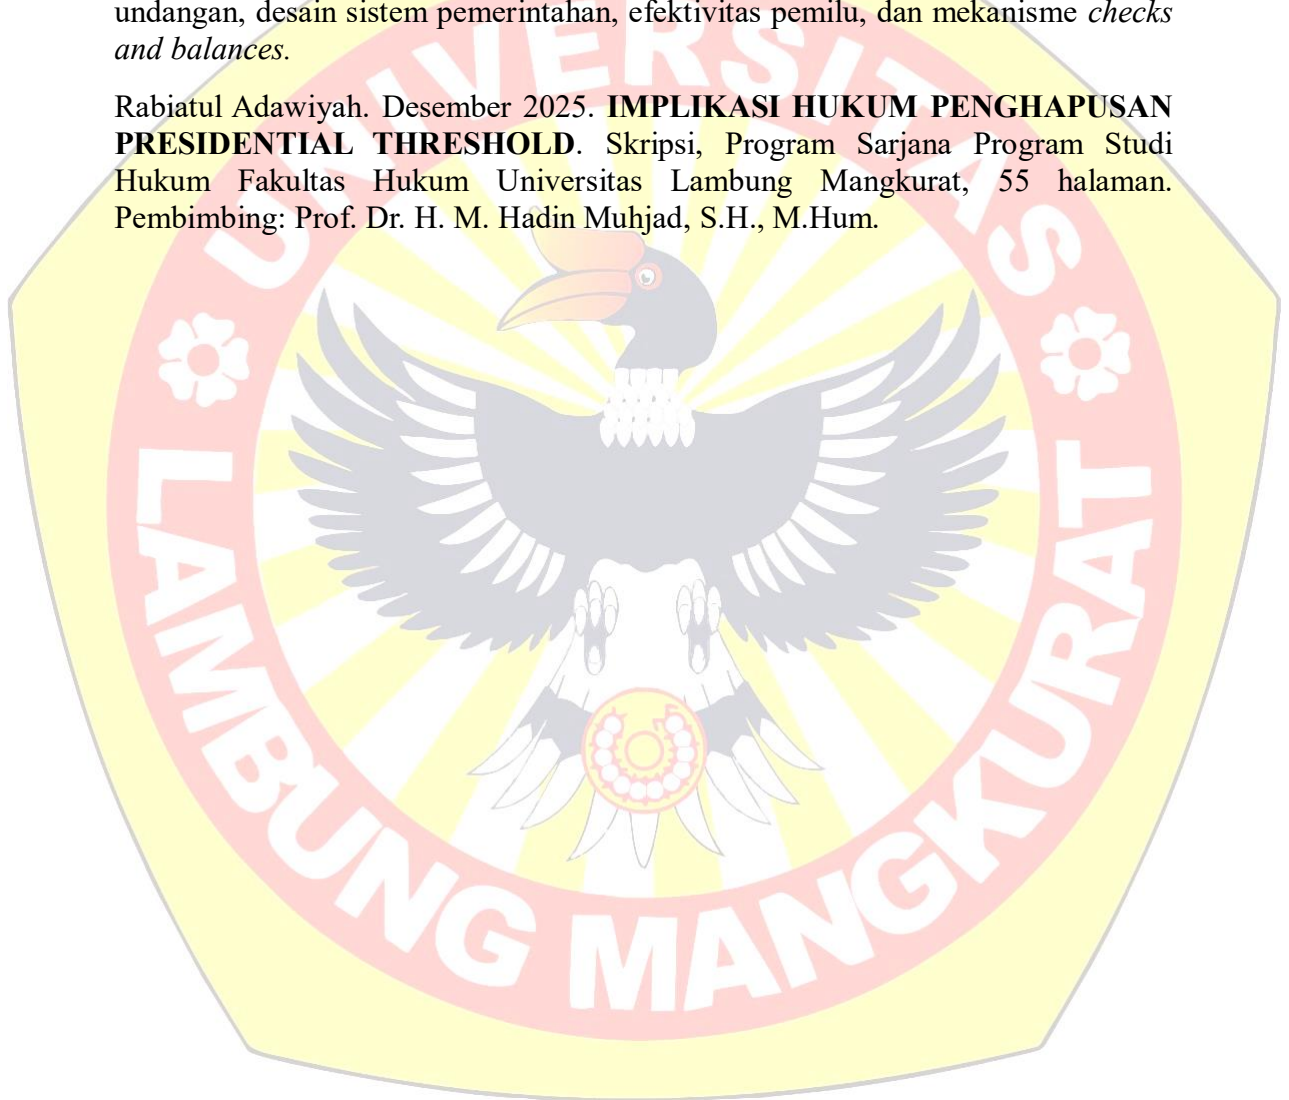 undangan, desain sistem pemerintahan, efektivitas pemilu, dan mekanisme checks
and balances.
Rabiatul Adawiyah. Desember 2025. IMPLIKASI HUKUM PENGHAPUSAN
PRESIDENTIAL THRESHOLD. Skripsi, Program Sarjana Program Studi
Hukum Fakultas Hukum Universitas Lambung Mangkurat, 55 halaman.
Pembimbing: Prof. Dr. H. M. Hadin Muhjad, S.H., M.Hum.
UNIVERSITAS
LAMBUNG MANGKURAT